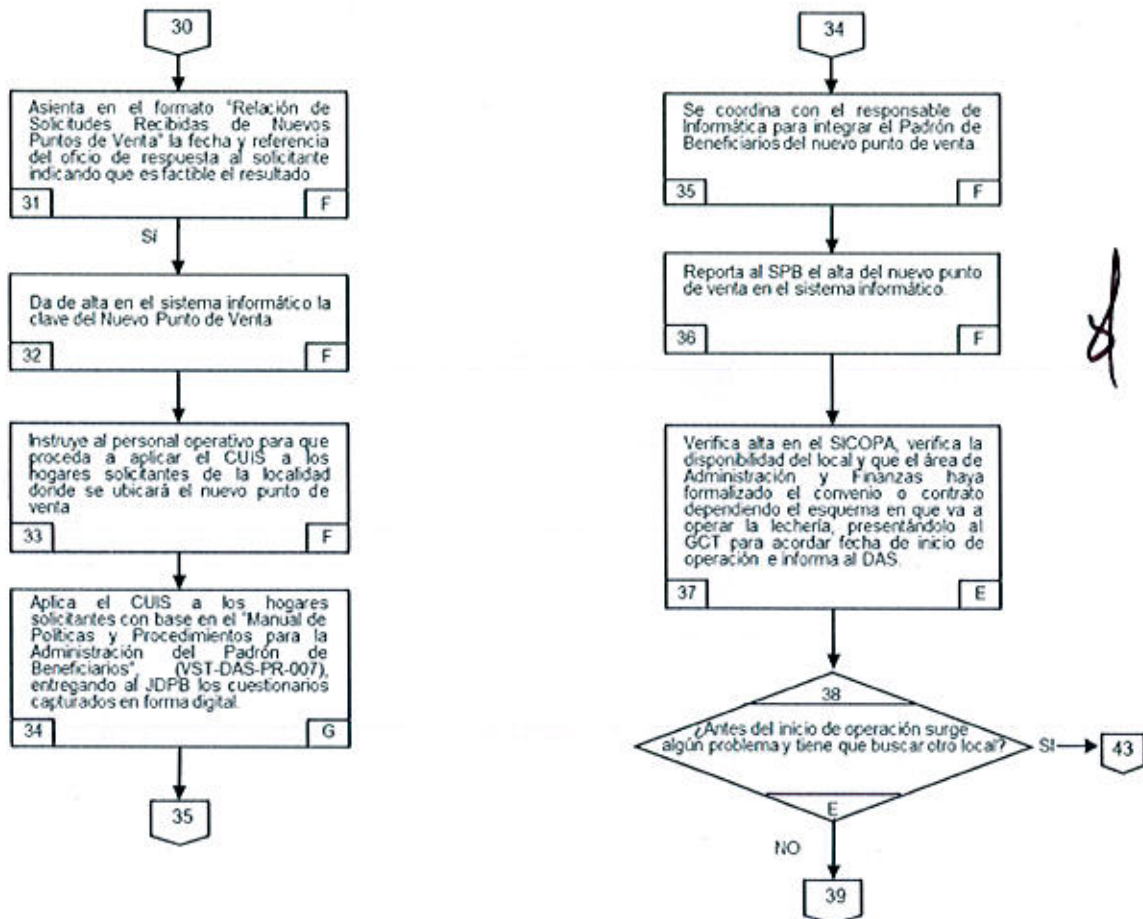 30
Asienta en el formato "Relación de
Solicitudes Recibidas de Nuevos
Puntos de Venta" la fecha y referencia
del oficio de respuesta al solicitante
indicando que es factible el resultado
31 F
Sí
Da de alta en el sistema informático la
clave del Nuevo Punto de Venta
32 F
Instruye al personal operativo para que
proceda a aplicar el CUIS a los
hogares solicitantes de la localidad
donde se ubicará el nuevo punto de
venta
33 F
Aplica el CUIS a los hogares
solicitantes con base en el "Manual de
Políticas y Procedimientos para la
Administración del Padrón de
Beneficiarios", (VST-DAS-PR-007),
entregando al JDPB los cuestionarios
capturados en forma digital.
34 G
35
34
Se coordina con el responsable de
Informática para integrar el Padrón de
Beneficiarios del nuevo punto de venta.
35 F
Reporta al SPB el alta del nuevo punto
de venta en el sistema informático.
36 F
Verifica alta en el SICOPA, verifica la
disponibilidad del local y que el área de
Administración y Finanzas haya
formalizado el convenio o contrato
dependiendo el esquema en que va a
operar la lechería, presentándolo al
GCT para acordar fecha de inicio de
operación e informa al DAS.
37 E
38
¿Antes del inicio de operación surge
algún problema y tiene que buscar otro local?
E
SI
43
NO
39